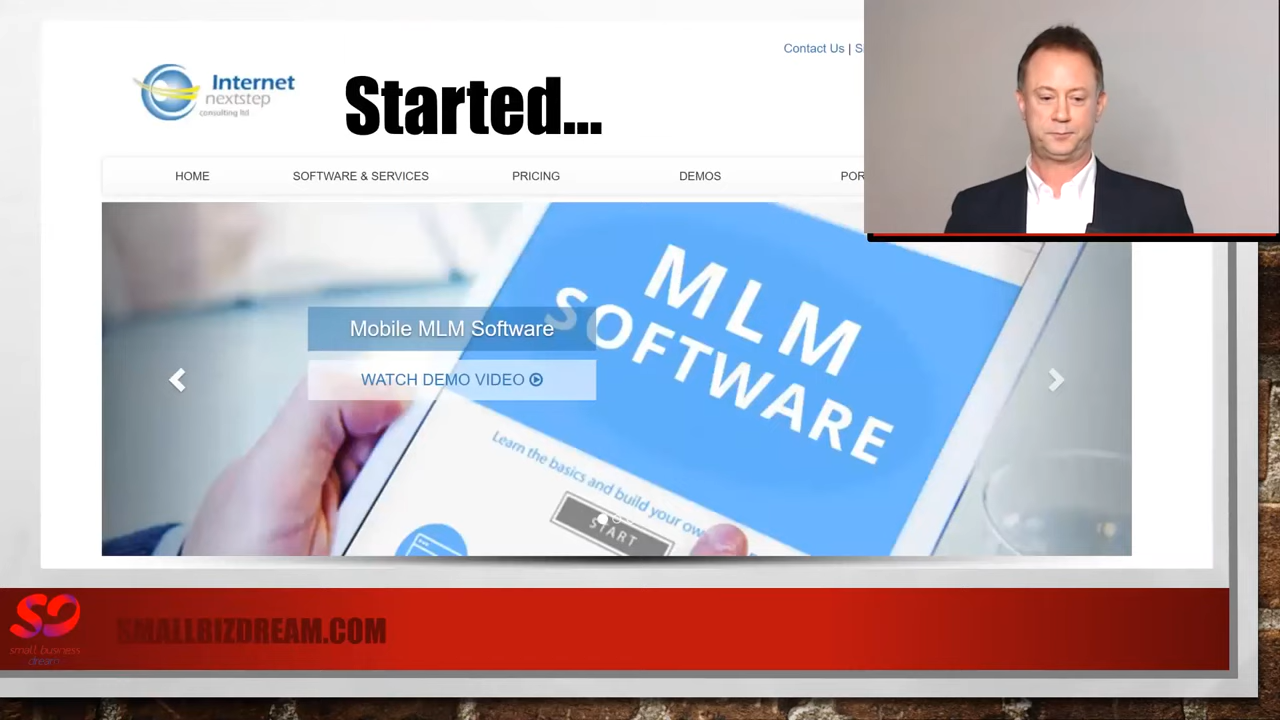 Contact Us | S
Internet
nextstep
consulting ltd
Started...
HOME
SOFTWARE & SERVICES
PRICING
DEMOS
POR
MLM
SOFTWARE
Mobile MLM Software
WATCH DEMO VIDEO
Learn the basics and build your own
START
SMALLBIZDREAM.COM
small business
dream